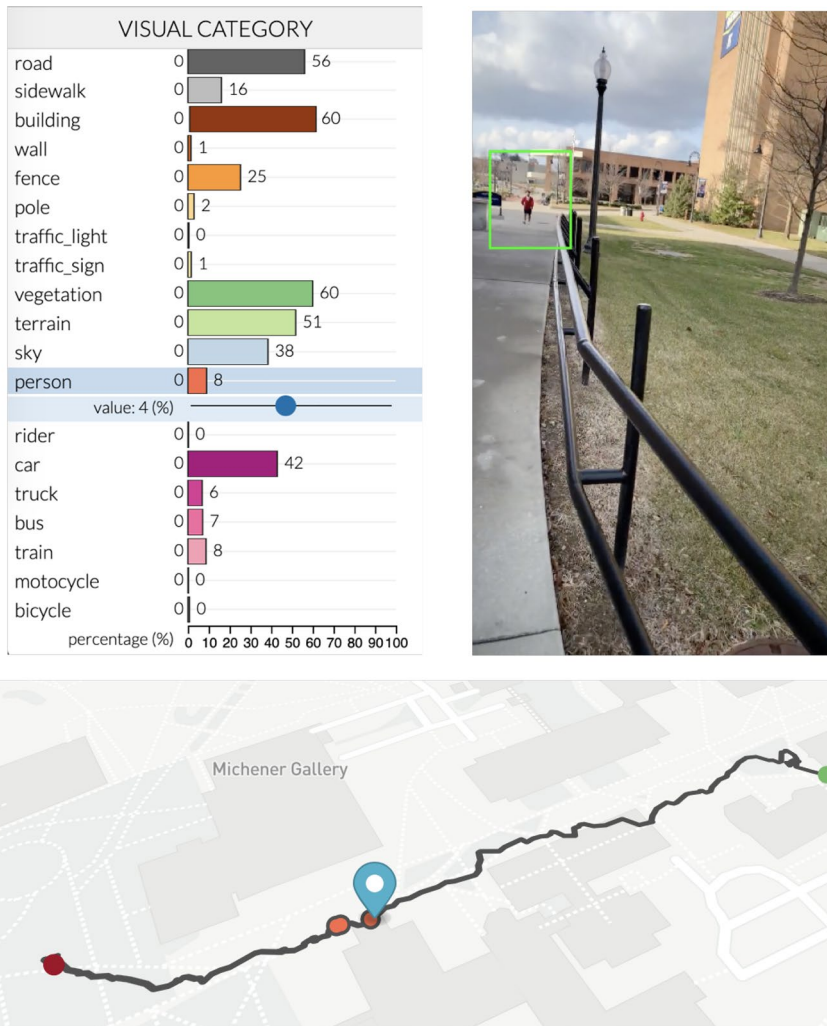 VISUAL CATEGORY
road 0 56
sidewalk 0 16
building 0 60
wall 0 1
fence 0 25
pole 0 2
traffic_light 0 0
traffic_sign 0 1
vegetation 0 60
terrain 0 51
sky 0 38
person 0 8
value: 4 (%)
rider 0 0
car 0 42
truck 0 6
bus 0 7
train 0 8
motocycle 0 0
bicycle 0 0
percentage (%) 0 10 20 30 40 50 60 70 80 90 100
Michener Gallery